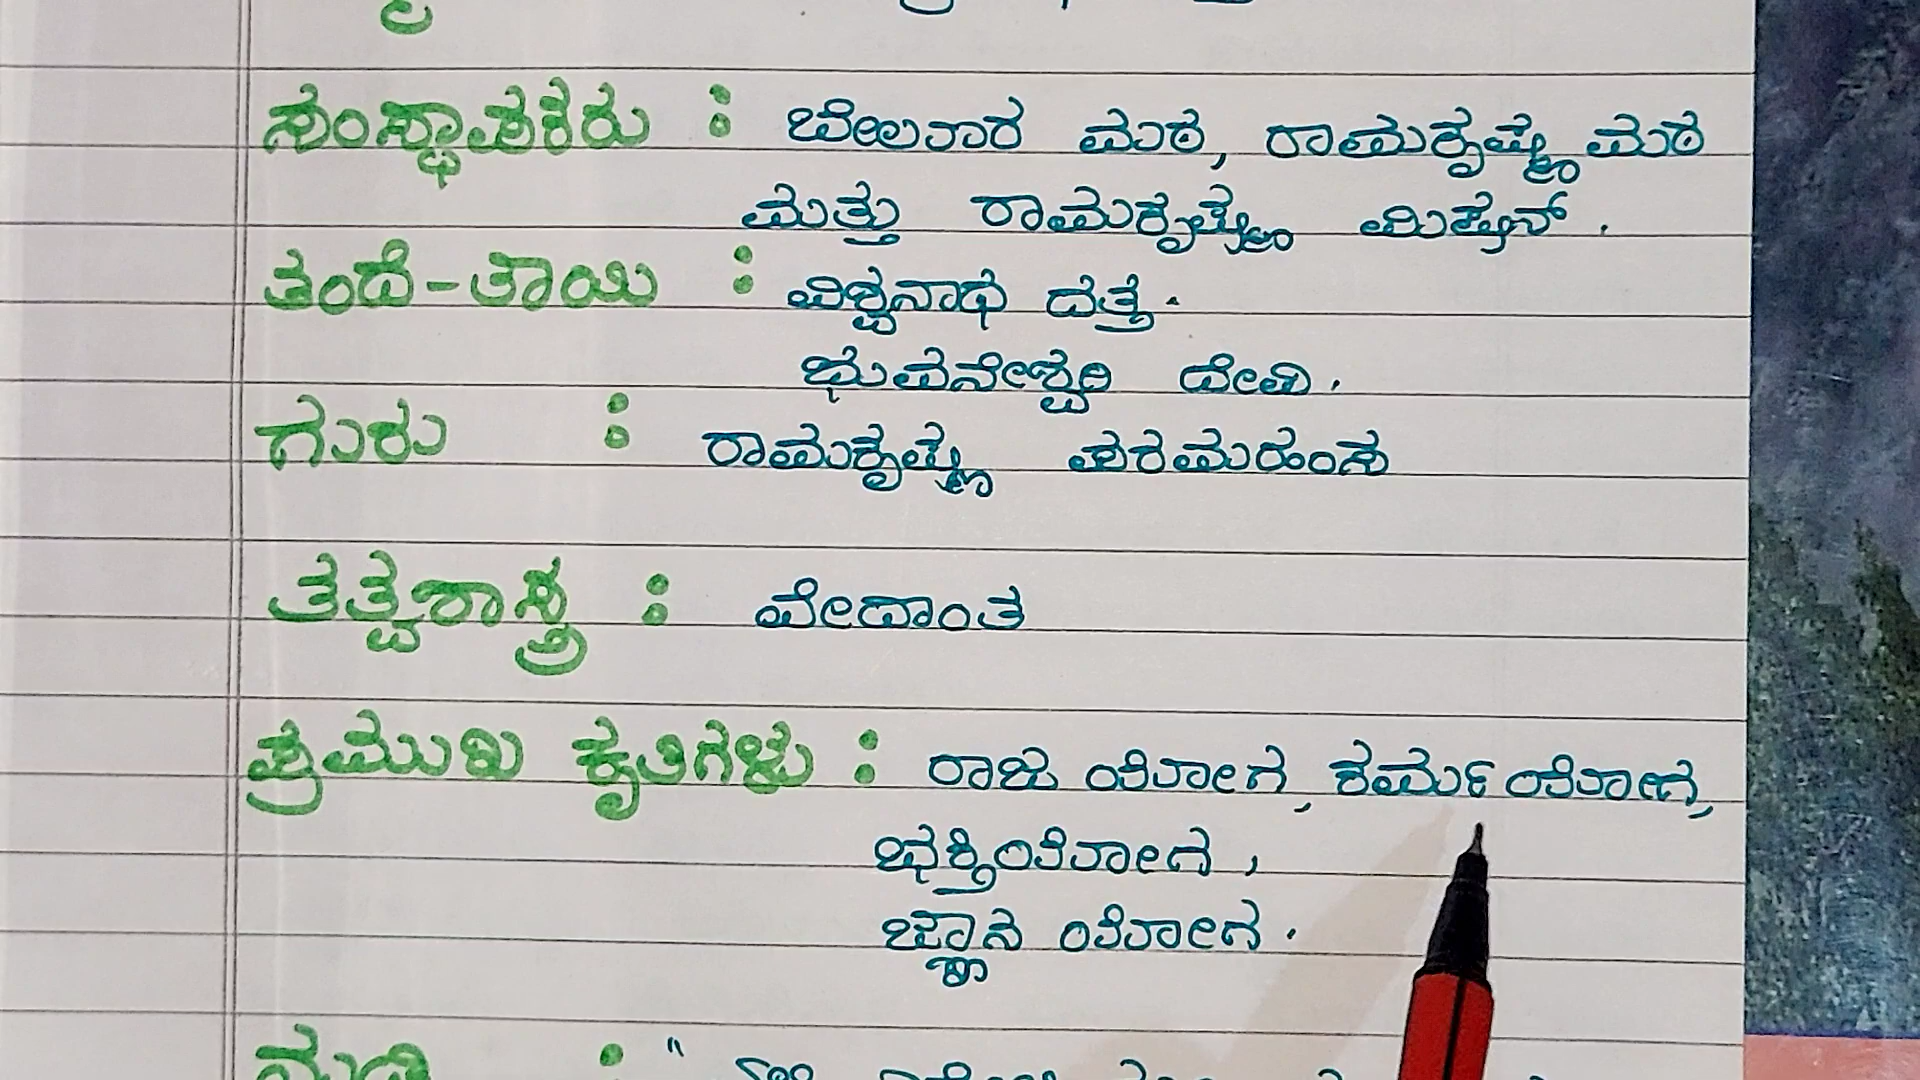 ಸಂಸ್ಥಾಪಕರು : ಬೇಲೂರ ಮಠ, ರಾಮಕೃಷ್ಣ ಮಠ
ಮತ್ತು ರಾಮಕೃಷ್ಣ ಮಿಷನ್ .
ತಂದೆ-ತಾಯಿ : ವಿಶ್ವನಾಥ ದತ್ತ.
ಭುವನೇಶ್ವರಿ ದೇವಿ.
ಗುರು : ರಾಮಕೃಷ್ಣ ಪರಮಹಂಸ
ತತ್ವಶಾಸ್ತ್ರ : ವೇದಾಂತ
ಪ್ರಮುಖ ಕೃತಿಗಳು : ರಾಜ ಯೋಗ, ಕರ್ಮ ಯೋಗ,
ಭಕ್ತಿಯೋಗ,
ಜ್ಞಾನ ಯೋಗ.